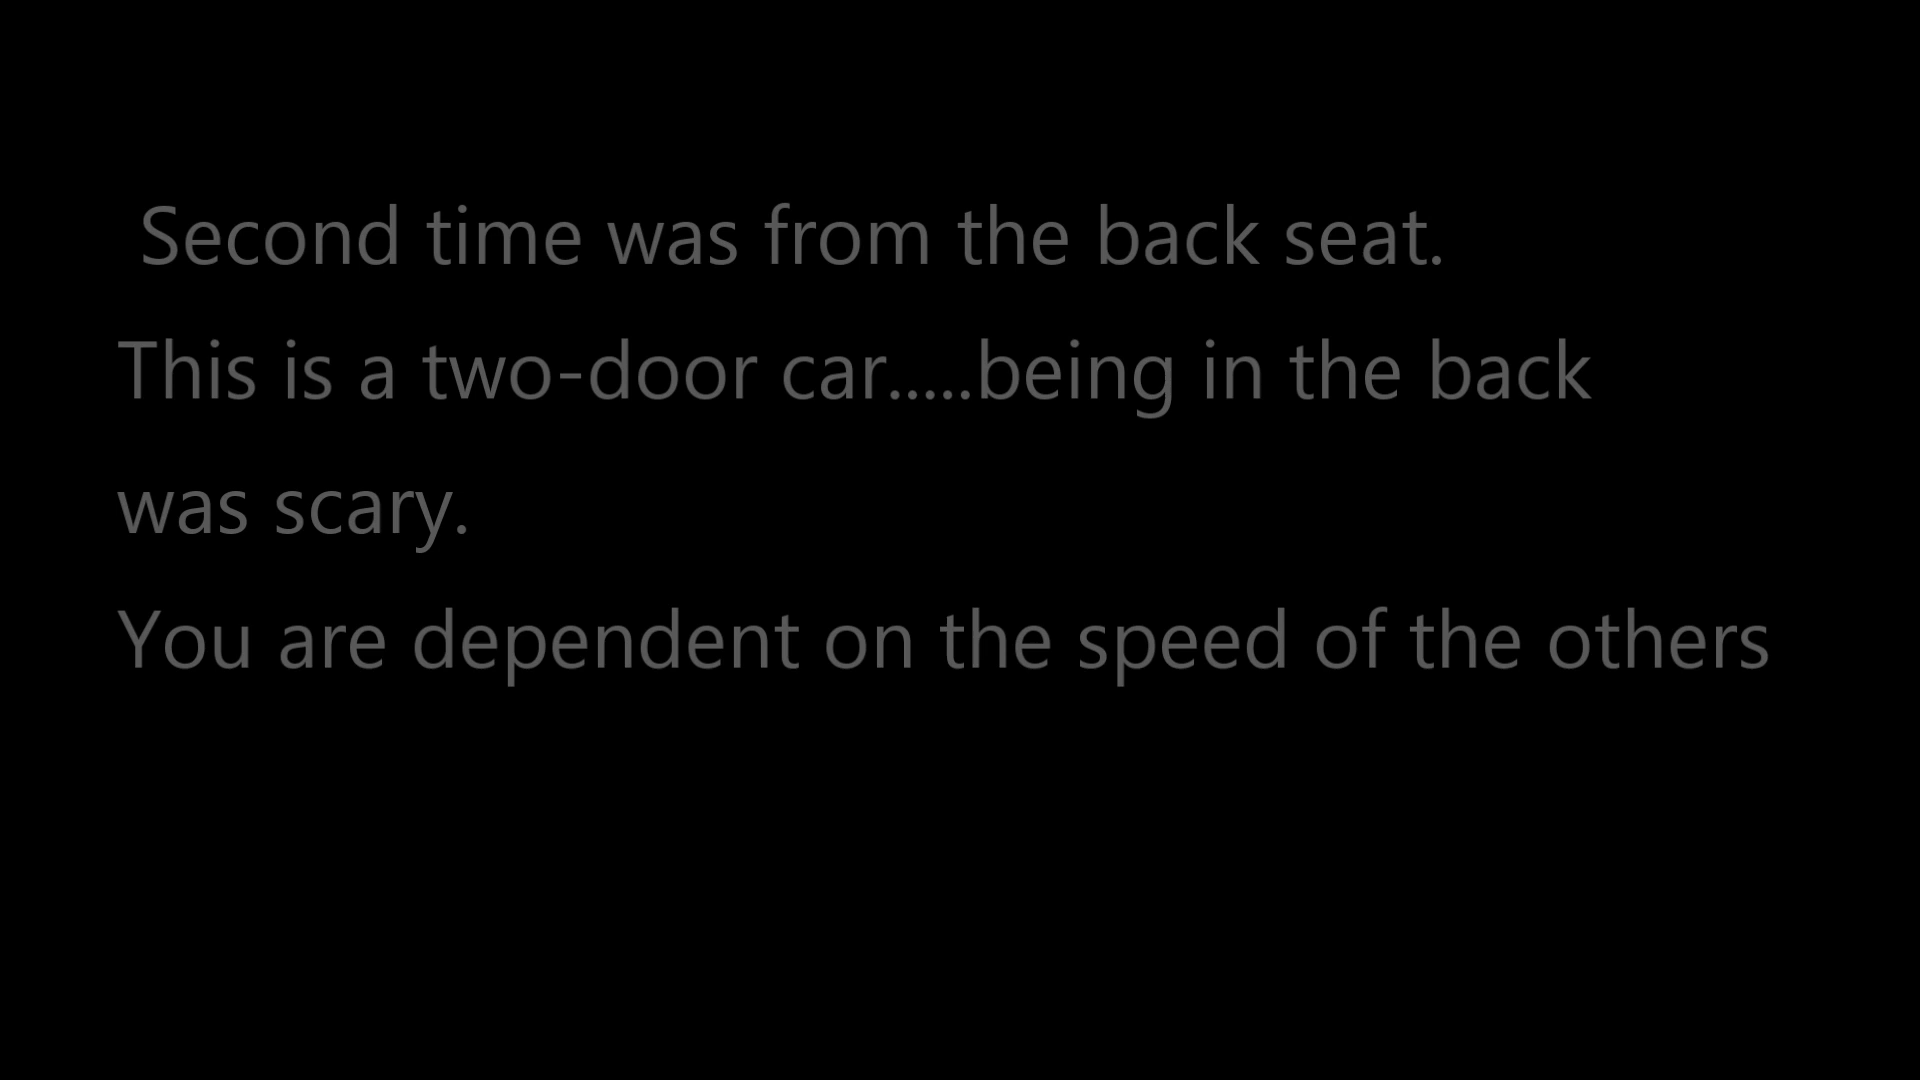 Second time was from the back seat.
This is a two-door car.....being in the back
was scary.
You are dependent on the speed of the others